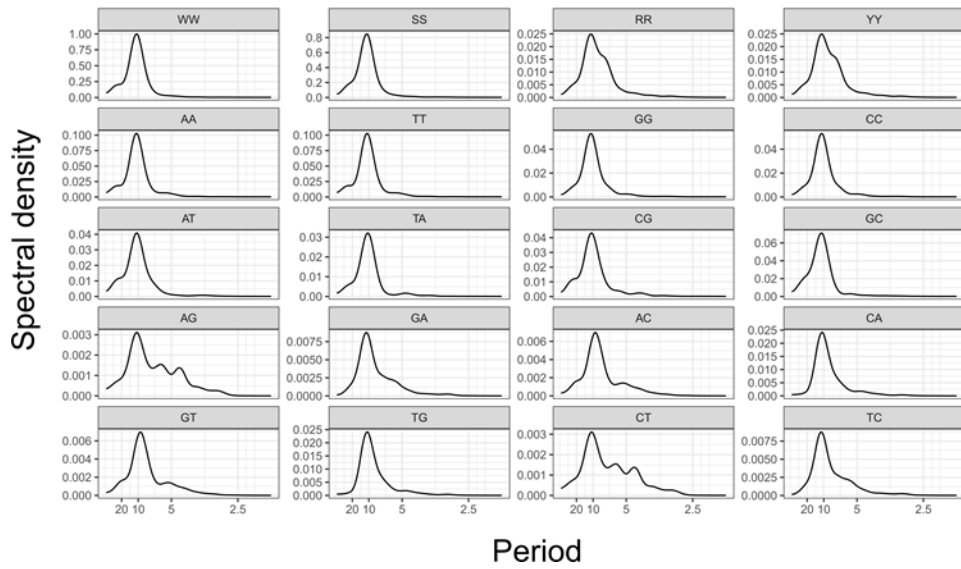 WW SS RR YY
1.00 0.75 0.50 0.25 0.00
0.8 0.6 0.4 0.2 0.0
0.025 0.020 0.015 0.010 0.005 0.000
0.025 0.020 0.015 0.010 0.005 0.000
AA TT GG CC
0.100 0.075 0.050 0.025 0.000
0.100 0.075 0.050 0.025 0.000
0.04 0.02 0.00
0.04 0.02 0.00
AT TA CG GC
0.04 0.03 0.02 0.01 0.00
0.03 0.02 0.01 0.00
0.04 0.03 0.02 0.01 0.00
0.06 0.04 0.02 0.00
AG GA AC CA
0.003 0.002 0.001 0.000
0.0075 0.0050 0.0025 0.0000
0.006 0.004 0.002 0.000
0.025 0.020 0.015 0.010 0.005 0.000
GT TG CT TC
0.006 0.004 0.002 0.000
0.025 0.020 0.015 0.010 0.005 0.000
0.003 0.002 0.001 0.000
0.0075 0.0050 0.0025 0.0000
20 10 5 2.5
20 10 5 2.5
20 10 5 2.5
20 10 5 2.5
Spectral density
Period